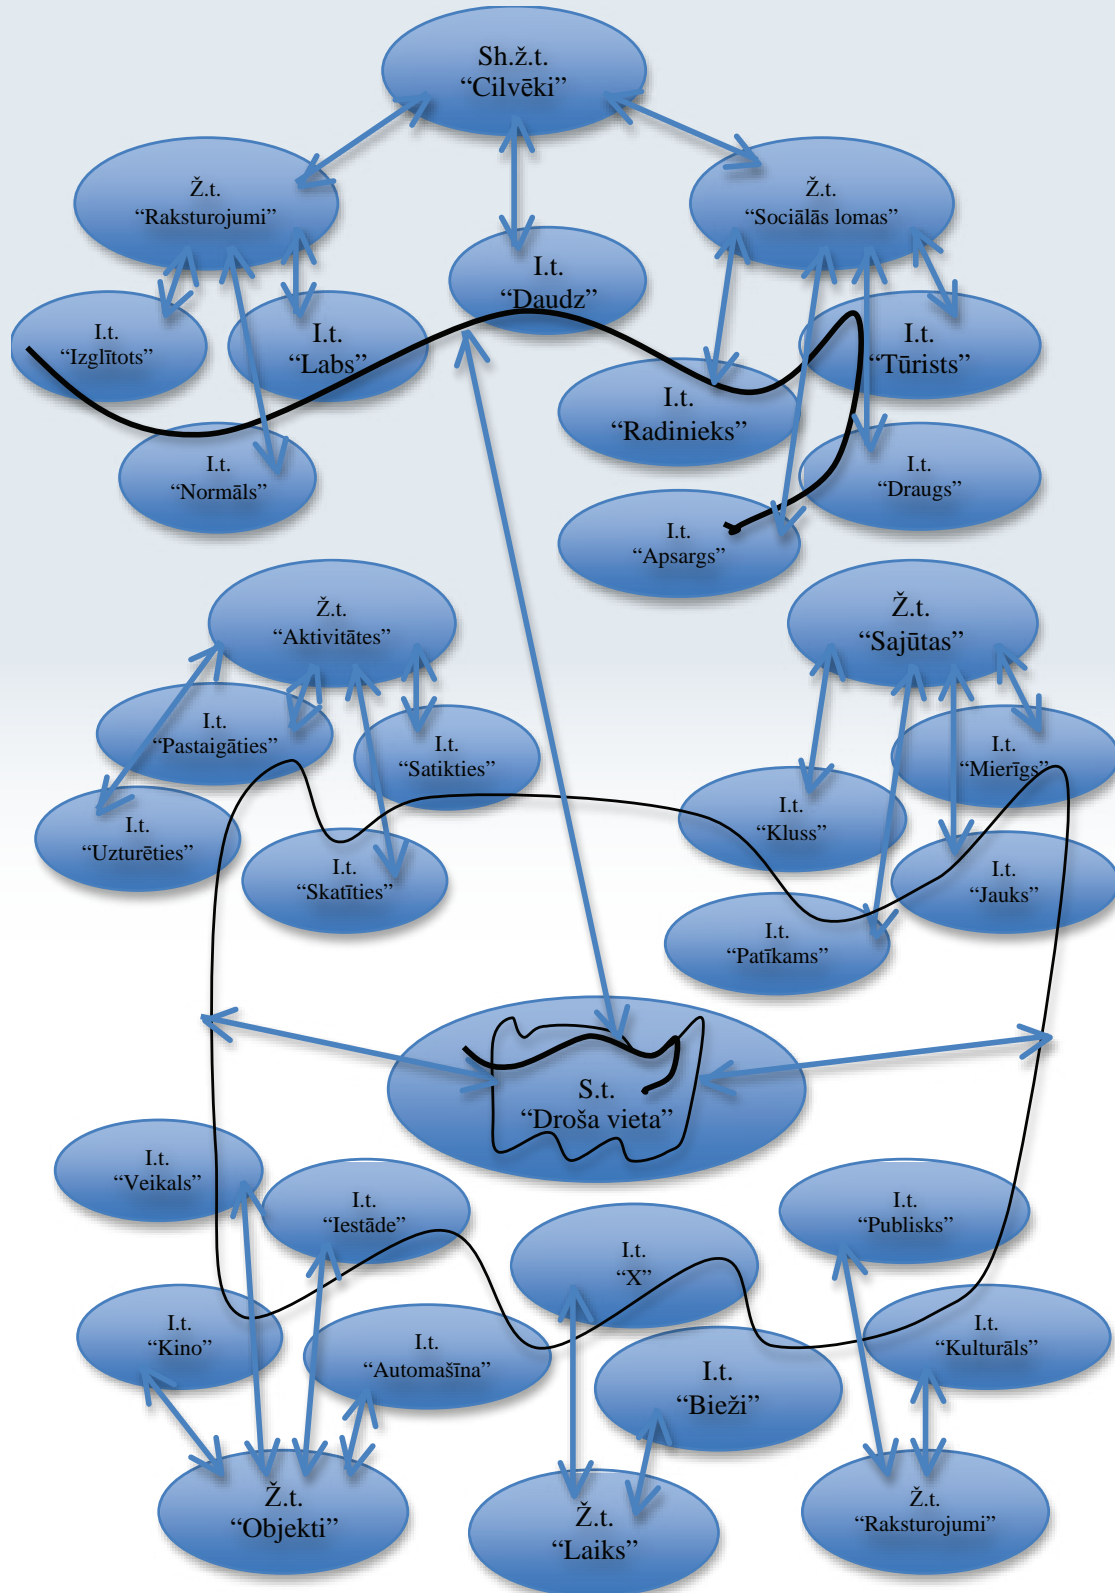 Sh.ž.t.
“Cilvēki”
Ž.t.
“Raksturojumi”
Ž.t.
“Sociālās lomas”
I.t.
“Daudz”
I.t.
“Izglītots”
I.t.
“Labs”
I.t.
“Tūrists”
I.t.
“Radinieks”
I.t.
“Normāls”
I.t.
“Draugs”
I.t.
“Apsargs”
Ž.t.
“Aktivitātes”
Ž.t.
“Sajūtas”
I.t.
“Pastaigāties”
I.t.
“Satikties”
I.t.
“Mierīgs”
I.t.
“Uzturēties”
I.t.
“Kluss”
I.t.
“Skatīties”
I.t.
“Jauks”
I.t.
“Patīkams”
S.t.
“Droša vieta”
I.t.
“Veikals”
I.t.
“Iestāde”
I.t.
“Publisks”
I.t.
“X”
I.t.
“Kino”
I.t.
“Automašīna”
I.t.
“Bieži”
I.t.
“Kulturāls”
Ž.t.
“Objekti”
Ž.t.
“Laiks”
Ž.t.
“Raksturojumi”